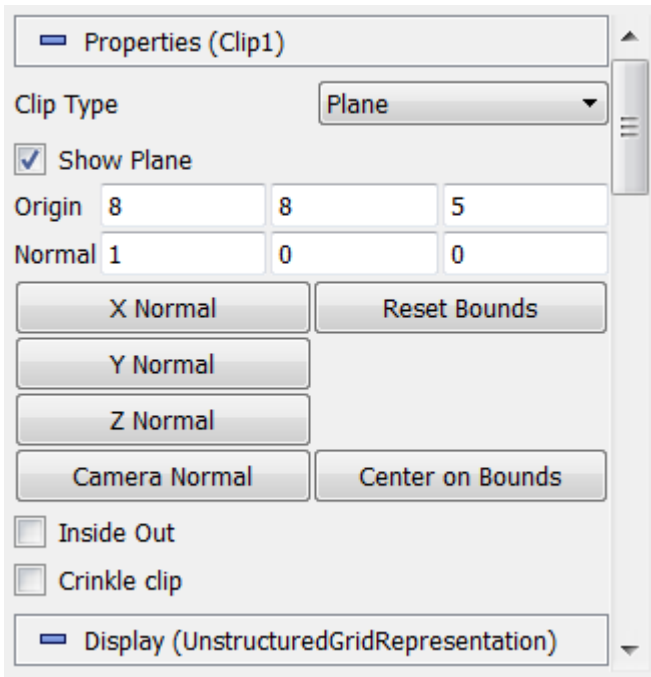 Properties (Clip1)
Clip Type Plane
Show Plane
Origin 8 8 5
Normal 1 0 0
X Normal Reset Bounds
Y Normal
Z Normal
Camera Normal Center on Bounds
Inside Out
Crinkle clip
Display (UnstructuredGridRepresentation)